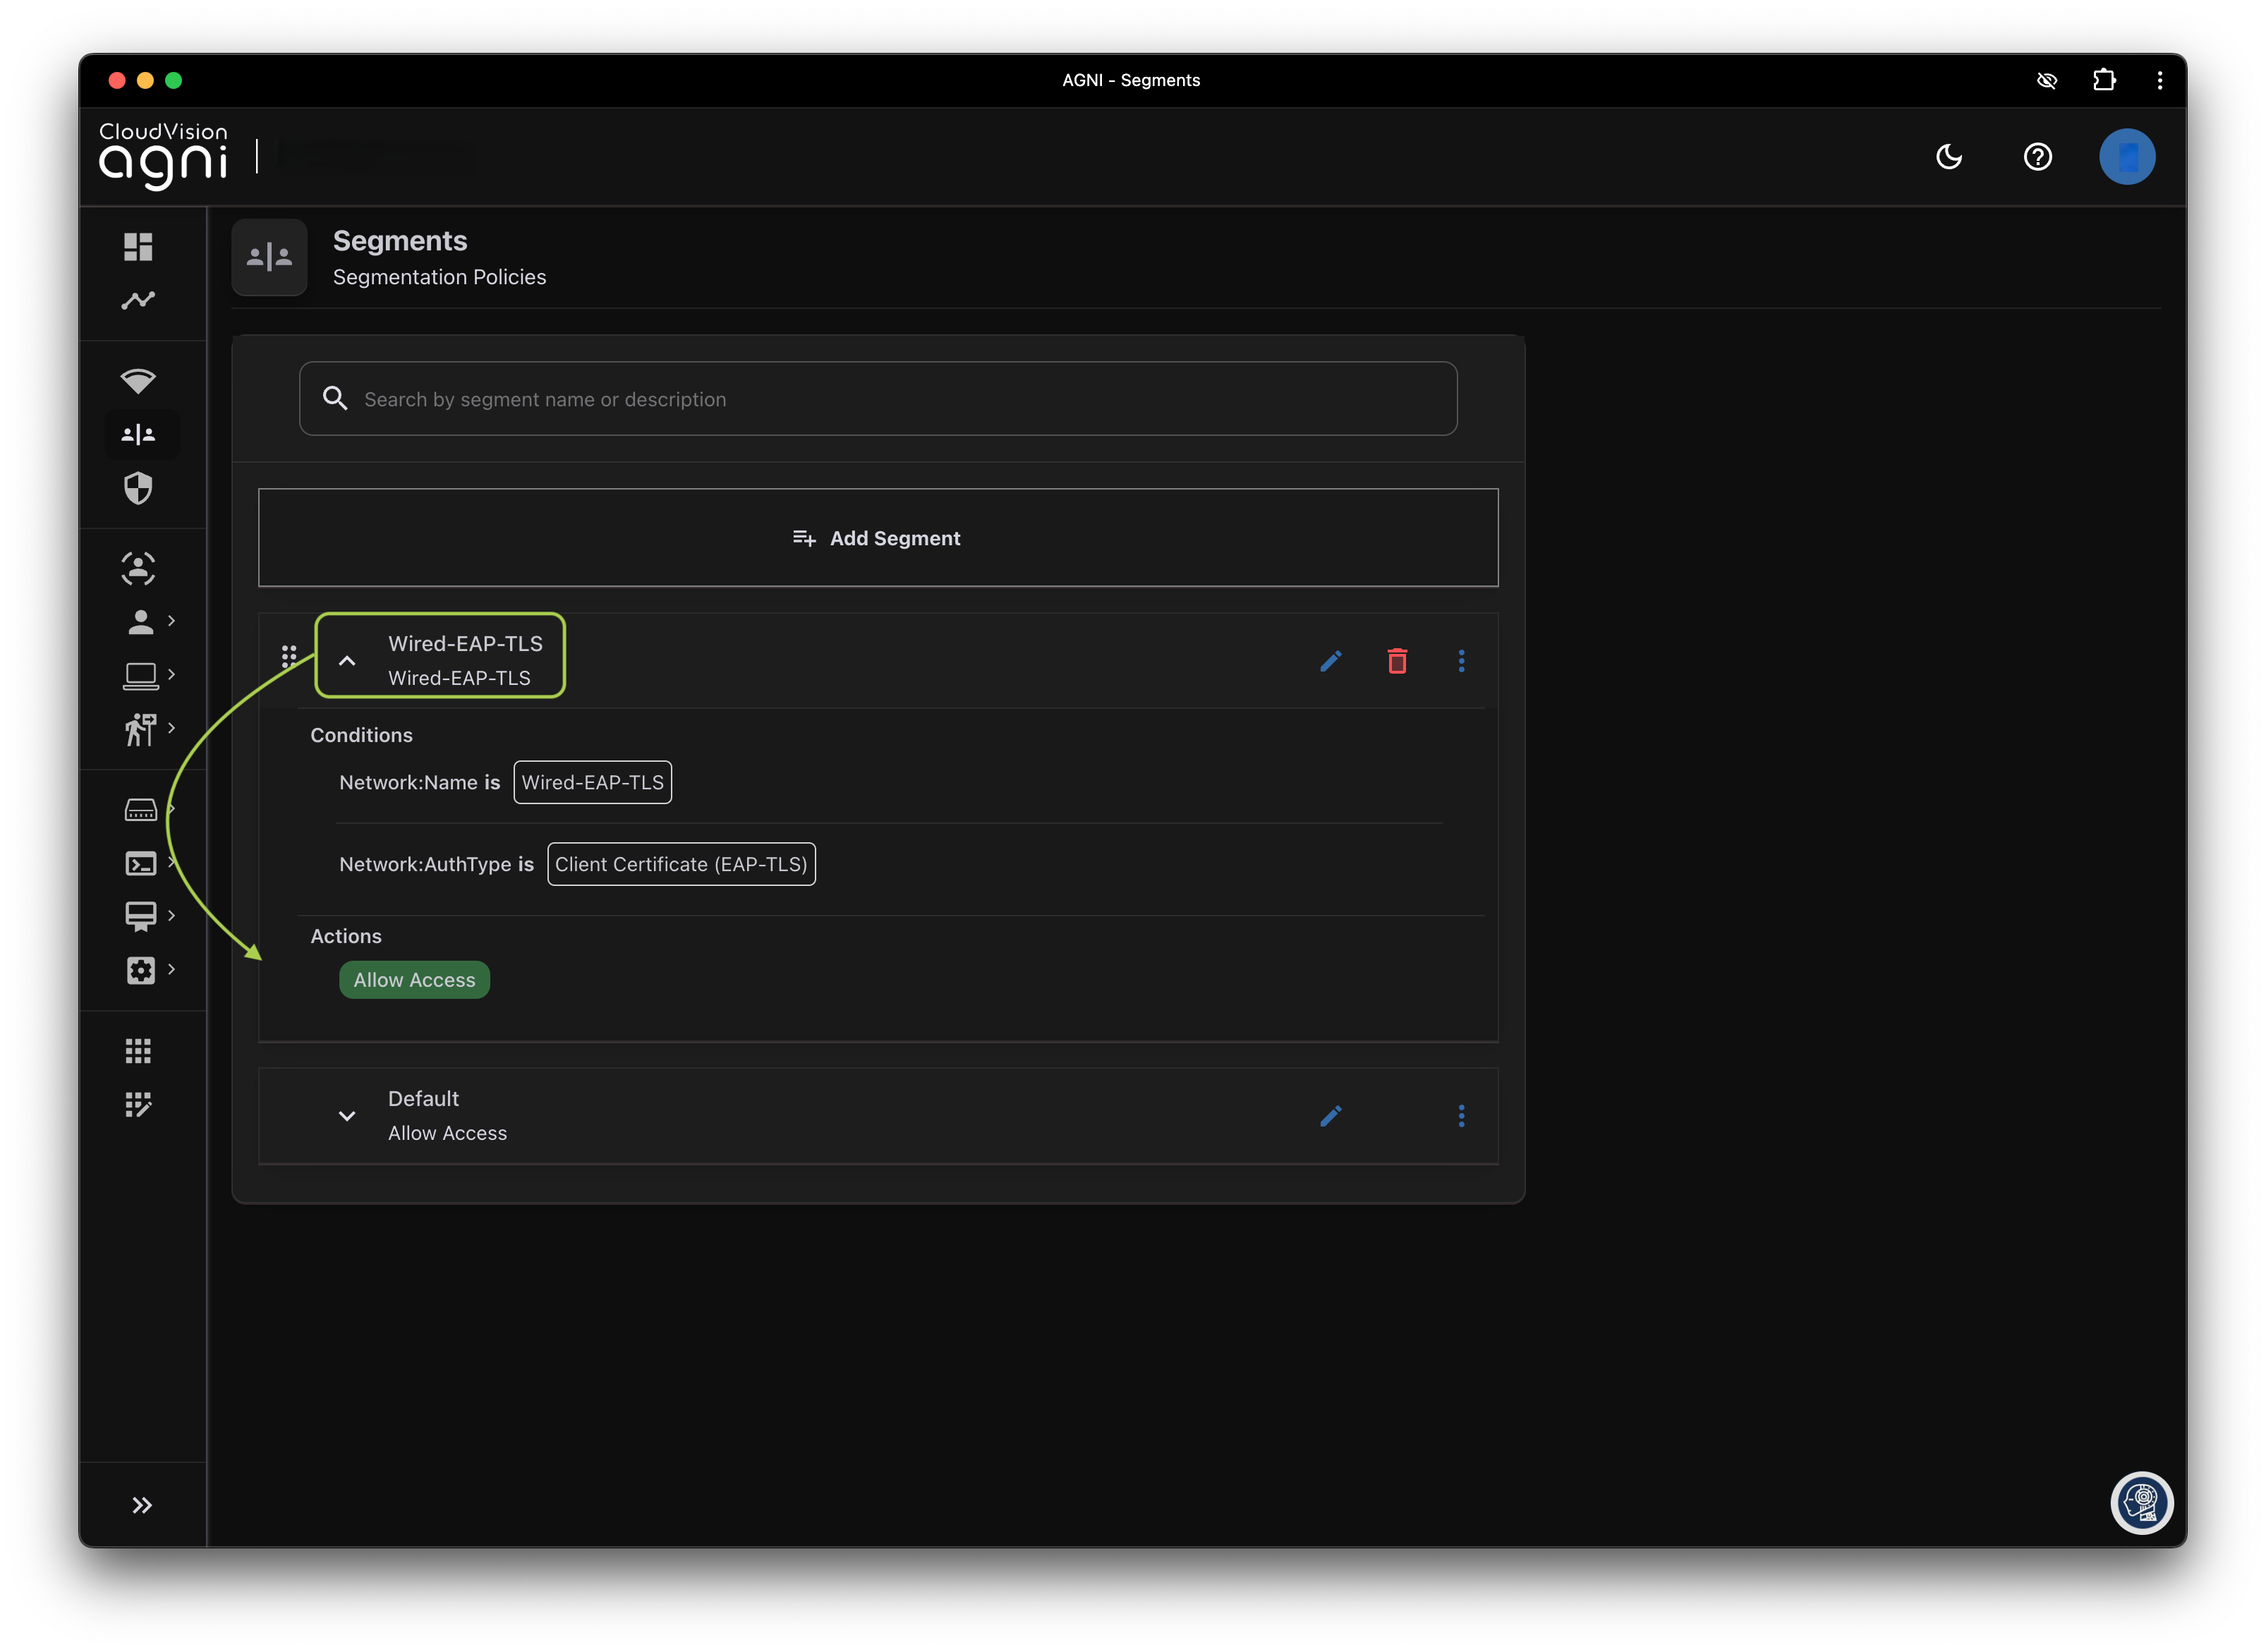 AGNI - Segments
CloudVision
agni
Segments
Segmentation Policies
Search by segment name or description
Add Segment
Wired-EAP-TLS
Wired-EAP-TLS
Conditions
Network:Name is Wired-EAP-TLS
Network:AuthType is Client Certificate (EAP-TLS)
Actions
Allow Access
Default
Allow Access